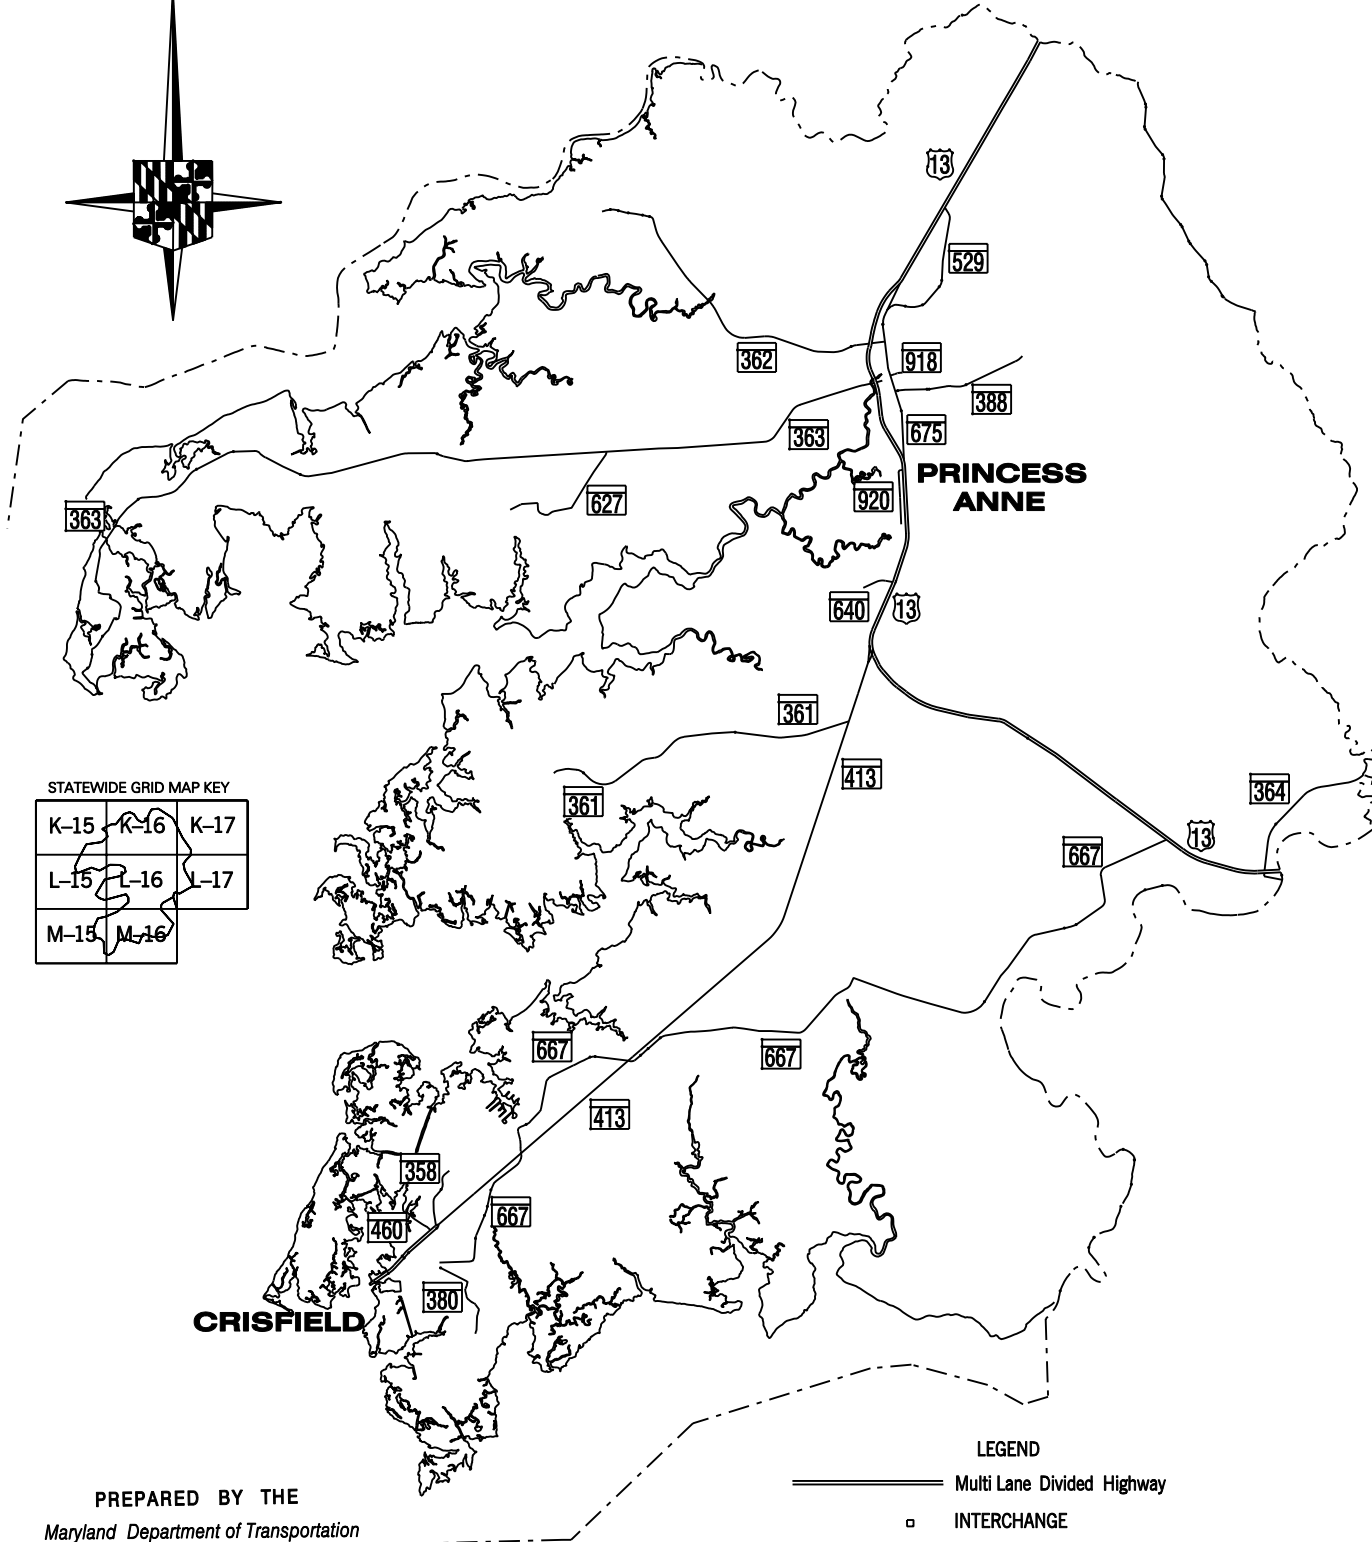 13
529
362
918
388
363
675
PRINCESS
ANNE
363
627
920
640
13
361
413
STATEWIDE GRID MAP KEY
K-15 K-16 K-17
L-15 L-16 L-17
M-15 M-16
361
364
13
667
667
667
413
358
460
667
380
CRISFIELD
LEGEND
Multi Lane Divided Highway
INTERCHANGE
PREPARED BY THE
Maryland Department of Transportation